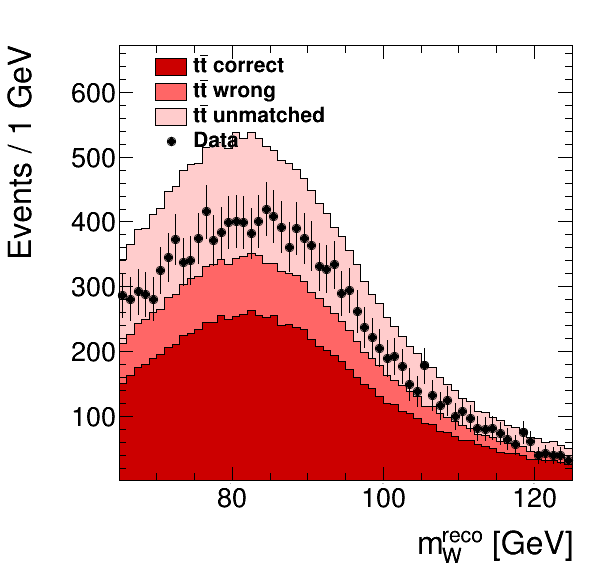 Events / 1 GeV
tt̄ correct
tt̄ wrong
tt̄ unmatched
Data
600
500
400
300
200
100
80 100 120
m_W^reco [GeV]